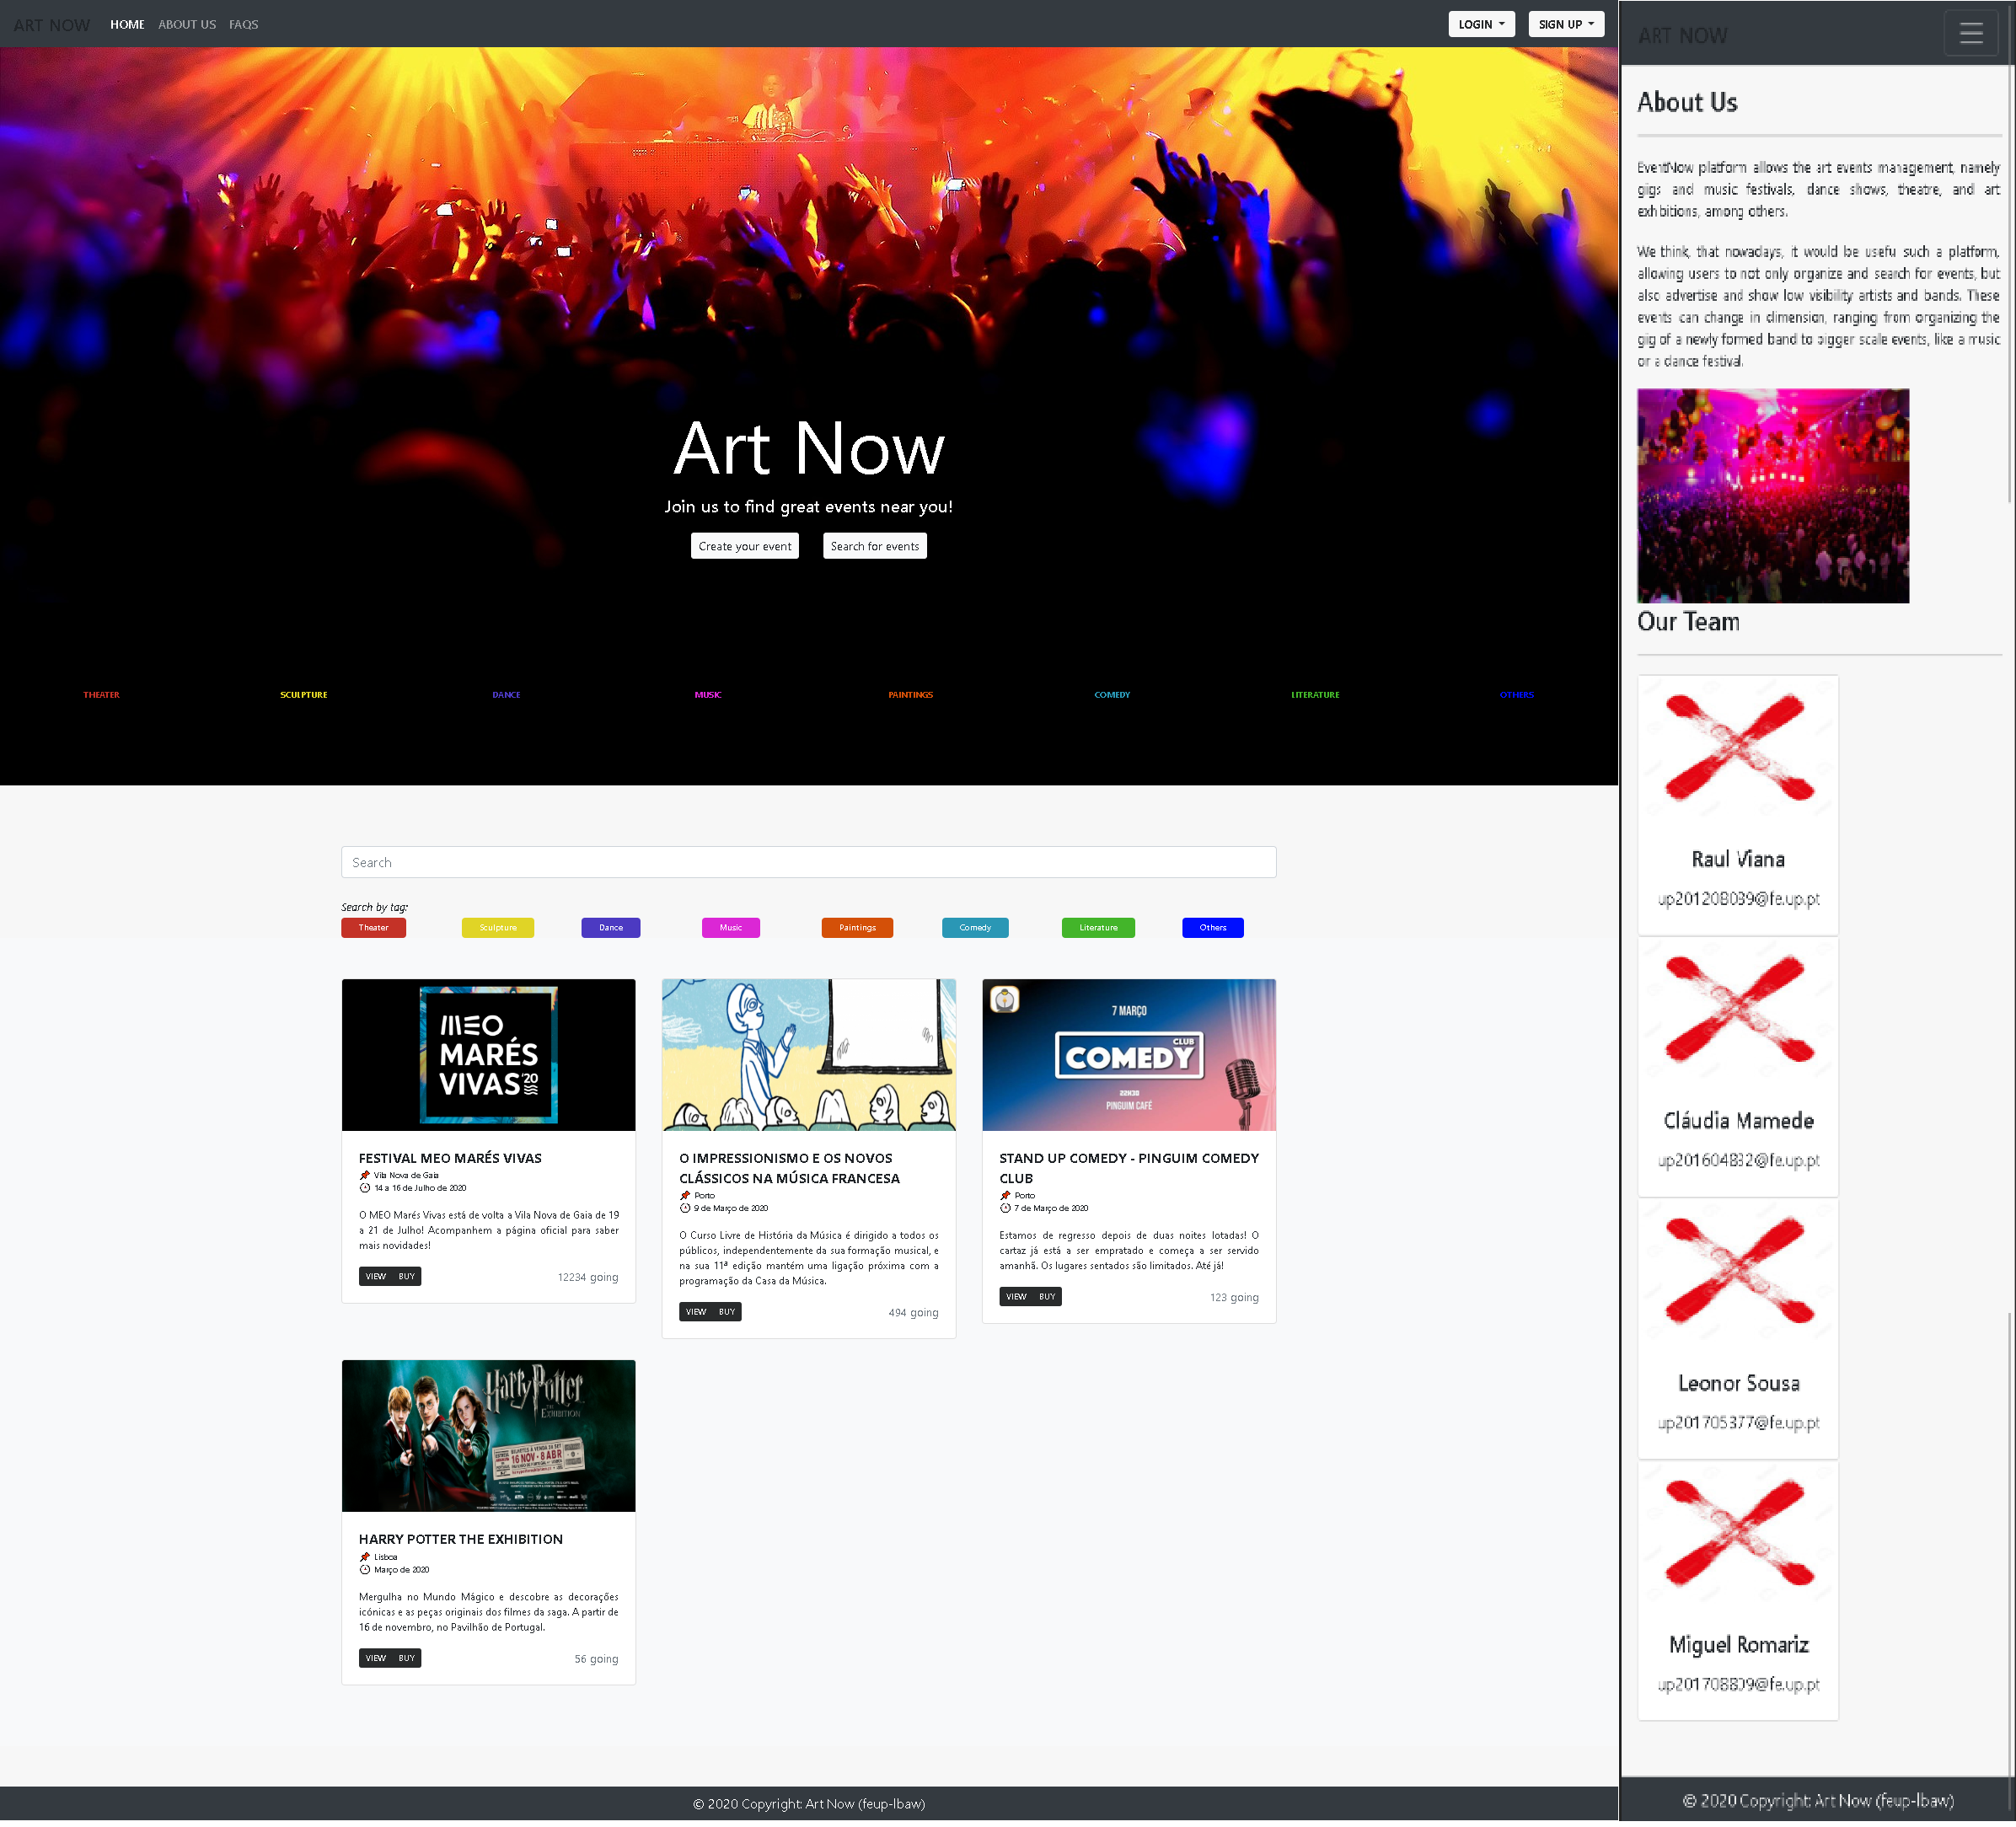 ART NOW HOME ABOUT US FAQS LOGIN SIGN UP
Art Now
Join us to find great events near you!
Create your event Search for events
THEATER SCULPTURE DANCE MUSIC PAINTINGS COMEDY LITERATURE OTHERS
Search
Search by tag:
Theater Sculpture Dance Music Paintings Comedy Literature Others
MEO
MARÉS
VIVAS '20
FESTIVAL MEO MARÉS VIVAS
Vila Nova de Gaia
14 a 16 de Julho de 2020
O MEO Marés Vivas está de volta a Vila Nova de Gaia de 19
a 21 de Julho! Acompanhem a página oficial para saber
mais novidades!
VIEW BUY 12234 going
O IMPRESSIONISMO E OS NOVOS
CLÁSSICOS NA MÚSICA FRANCESA
Porto
9 de Março de 2020
O Curso Livre de História da Música é dirigido a todos os
públicos, independentemente da sua formação musical, e
na sua 11ª edição mantém uma ligação próxima com a
programação da Casa da Música.
VIEW BUY 494 going
7 MARÇO
COMEDY CLUB
22H30
PINGUIM CAFÉ
STAND UP COMEDY - PINGUIM COMEDY
CLUB
Porto
7 de Março de 2020
Estamos de regresso depois de duas noites lotadas! O
cartaz já está a ser empratado e começa a ser servido
amanhã. Os lugares sentados são limitados. Até já!
VIEW BUY 123 going
Harry Potter
THE EXHIBITION
16 NOV - 8 ABR
HARRY POTTER THE EXHIBITION
Lisboa
Março de 2020
Mergulha no Mundo Mágico e descobre as decorações
icónicas e as peças originais dos filmes da saga. A partir de
16 de novembro, no Pavilhão de Portugal.
VIEW BUY 56 going
© 2020 Copyright: Art Now (feup-lbaw)
ART NOW
About Us
EventNow platform allows the art events management, namely
gigs and music festivals, dance shows, theatre, and art
exhibitions, among others.
We think, that nowadays, it would be useful such a platform,
allowing users to not only organize and search for events, but
also advertise and show low visibility artists and bands. These
events can change in dimension, ranging from organizing the
gig of a newly formed band to bigger scale events, like a music
or a dance festival.
Our Team
Raul Viana
up201208089@fe.up.pt
Cláudia Mamede
up201604832@fe.up.pt
Leonor Sousa
up201705377@fe.up.pt
Miguel Romariz
up201708809@fe.up.pt
© 2020 Copyright: Art Now (feup-lbaw)